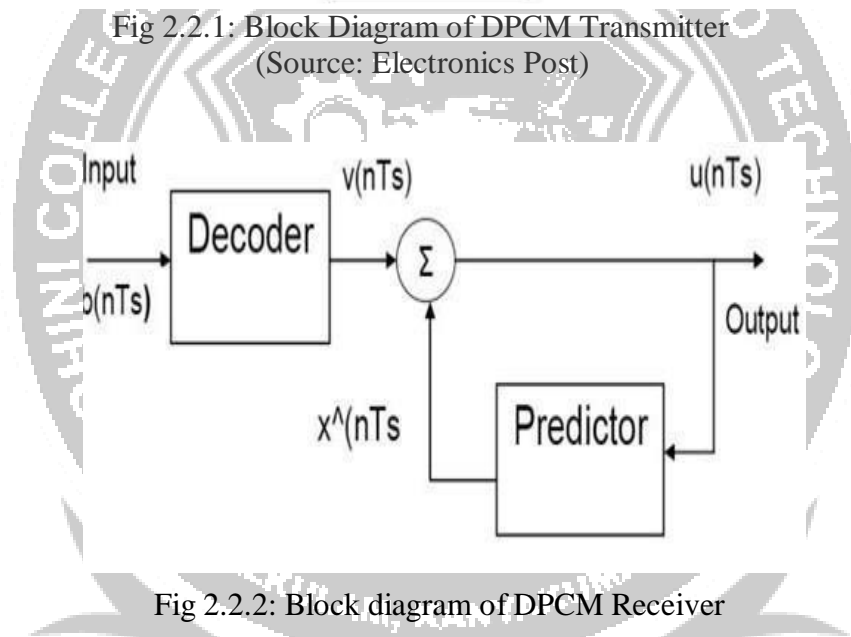 Fig 2.2.1: Block Diagram of DPCM Transmitter
(Source: Electronics Post)
Input
v(nTs)
u(nTs)
Decoder
Σ
b(nTs)
Output
x^(nTs
Predictor
Fig 2.2.2: Block diagram of DPCM Receiver